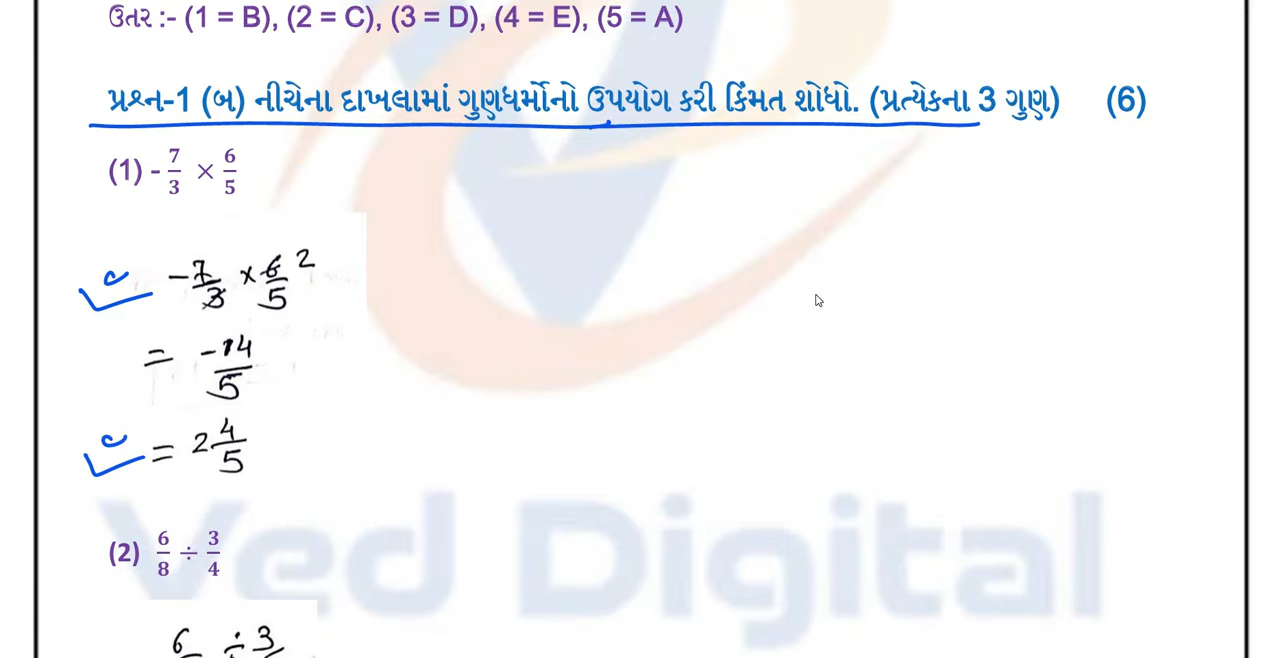 ઉતર :- (1 = B), (2 = C), (3 = D), (4 = E), (5 = A)
પ્રશ્ન-1 (બ) નીચેના દાખલામાં ગુણધર્મોનો ઉપયોગ કરી કિંમત શોધો. (પ્રત્યેકના 3 ગુણ) (6)
(1) - 7/3 × 6/5
-7/3 × 6/5 2
= -14/5
= 2 4/5
(2) 6/8 ÷ 3/4
Ved Digital
6 ÷ 3